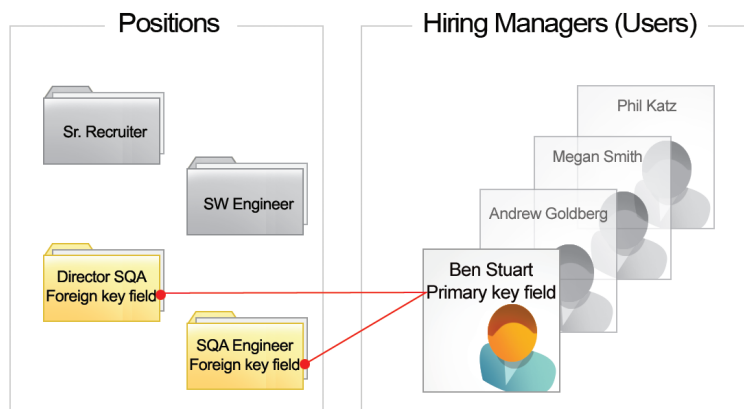 Positions
Hiring Managers (Users)
Sr. Recruiter
SW Engineer
Director SQA
Foreign key field
SQA Engineer
Foreign key field
Phil Katz
Megan Smith
Andrew Goldberg
Ben Stuart
Primary key field